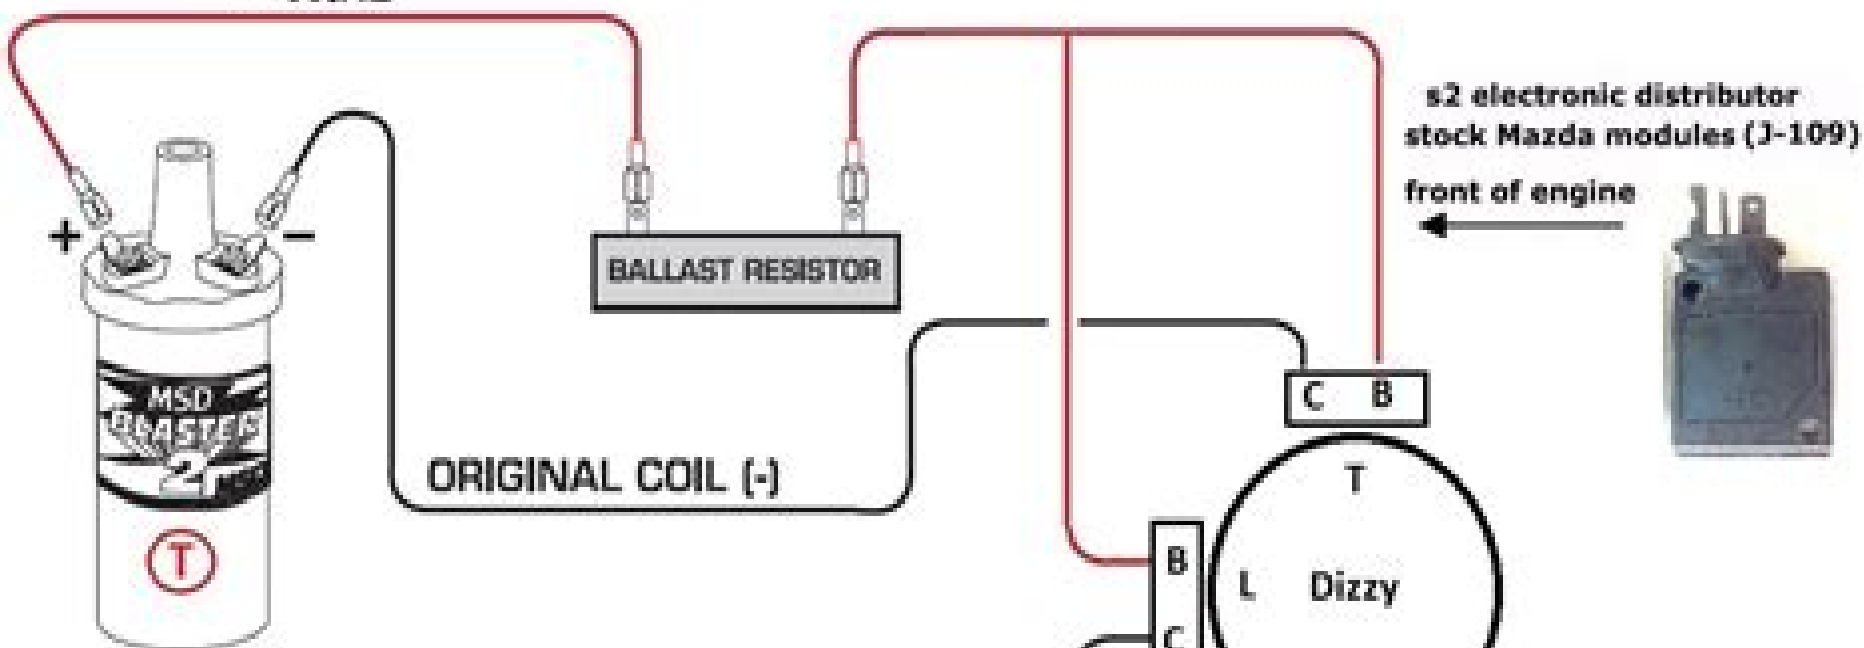 +
−
BALLAST RESISTOR
s2 electronic distributor
stock Mazda modules (J-109)
front of engine
C B
MSD
BLASTER
2
ORIGINAL COIL (-)
T
T
B
L Dizzy
C